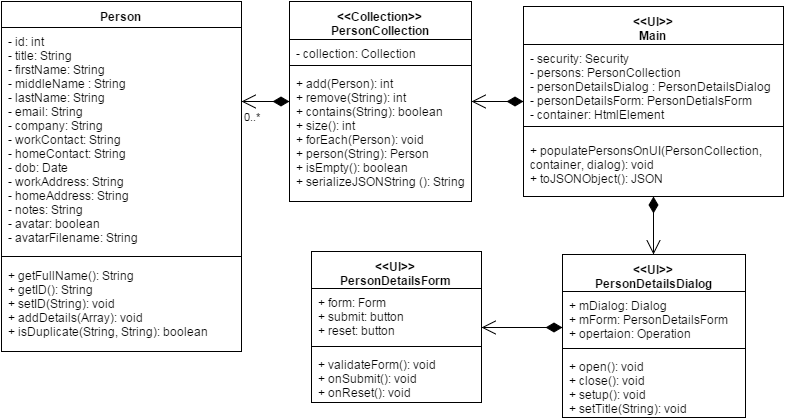 Person
- id: int
- title: String
- firstName: String
- middleName : String
- lastName: String
- email: String
- company: String
- workContact: String
- homeContact: String
- dob: Date
- workAddress: String
- homeAddress: String
- notes: String
- avatar: boolean
- avatarFilename: String
+ getFullName(): String
+ getID(): String
+ setID(String): void
+ addDetails(Array): void
+ isDuplicate(String, String): boolean
0..*
<<Collection>>
PersonCollection
- collection: Collection
+ add(Person): int
+ remove(String): int
+ contains(String): boolean
+ size(): int
+ forEach(Person): void
+ person(String): Person
+ isEmpty(): boolean
+ serializeJSONString (): String
<<UI>>
Main
- security: Security
- persons: PersonCollection
- personDetailsDialog : PersonDetailsDialog
- personDetailsForm: PersonDetialsForm
- container: HtmlElement
+ populatePersonsOnUI(PersonCollection,
container, dialog): void
+ toJSONObject(): JSON
<<UI>>
PersonDetailsForm
+ form: Form
+ submit: button
+ reset: button
+ validateForm(): void
+ onSubmit(): void
+ onReset(): void
<<UI>>
PersonDetailsDialog
+ mDialog: Dialog
+ mForm: PersonDetailsForm
+ opertaion: Operation
+ open(): void
+ close(): void
+ setup(): void
+ setTitle(String): void